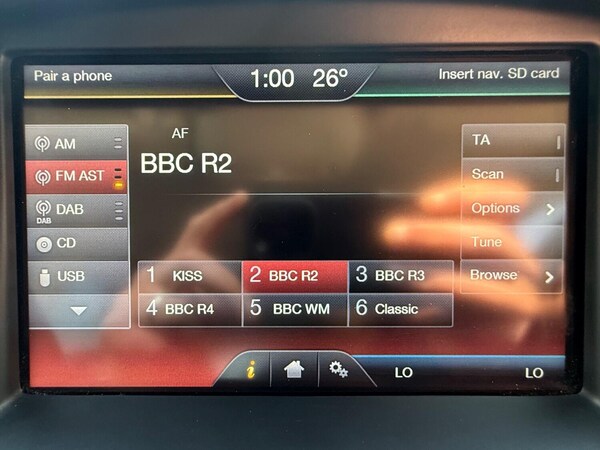 Pair a phone
1:00 26°
Insert nav. SD card
AM
FM AST
DAB
DAB
CD
USB
AF
BBC R2
1 KISS
2 BBC R2
3 BBC R3
4 BBC R4
5 BBC WM
6 Classic
TA
Scan
Options
Tune
Browse
i
LO
LO